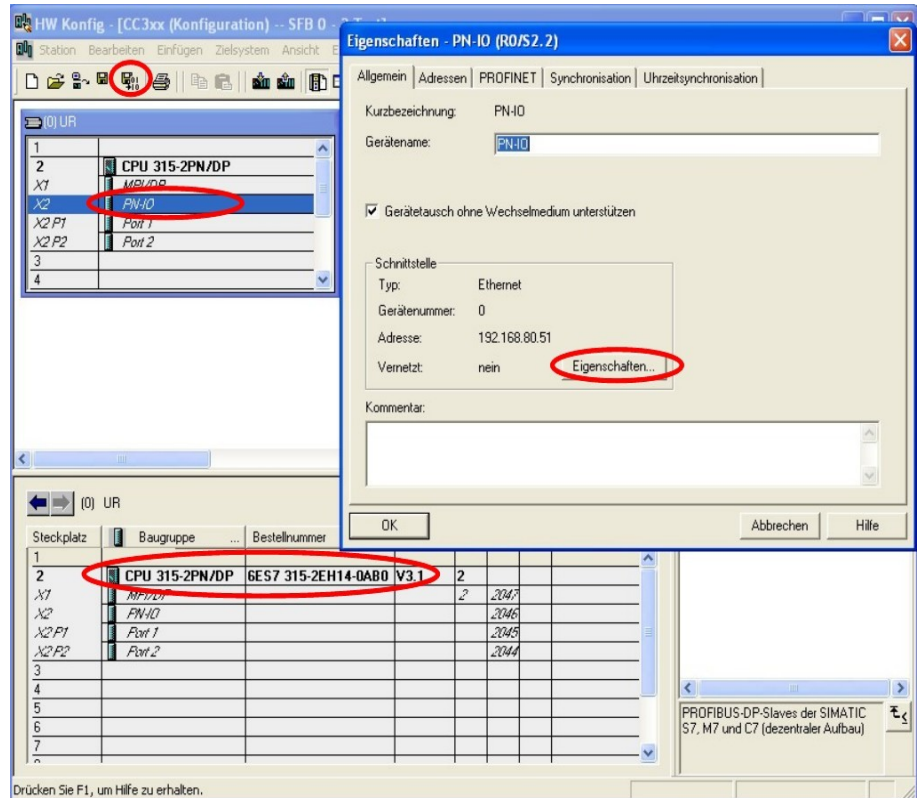 HW Konfig - [CC3xx (Konfiguration) -- SFB 0 -
Station Bearbeiten Einfügen Zielsystem Ansicht E
(0) UR
1
2 CPU 315-2PN/DP
X1 MPI/DP
X2 PN-IO
X2 P1 Port 1
X2 P2 Port 2
3
4
Eigenschaften - PN-IO (R0/S2.2)
Allgemein Adressen PROFINET Synchronisation Uhrzeitsynchronisation
Kurzbezeichnung: PN-IO
Gerätename: PN-IO
Gerätetausch ohne Wechselmedium unterstützen
Schnittstelle
Typ: Ethernet
Gerätenummer: 0
Adresse: 192.168.80.51
Vernetzt: nein Eigenschaften...
Kommentar:
OK Abbrechen Hilfe
(0) UR
Steckplatz Baugruppe ... Bestellnummer
1
2 CPU 315-2PN/DP 6ES7 315-2EH14-0AB0 V3.1 2
X1 MPI/DP 2 2047
X2 PN-IO 2046
X2 P1 Port 1 2045
X2 P2 Port 2 2044
3
4
5
6
7
PROFIBUS-DP-Slaves der SIMATIC
S7, M7 und C7 (dezentraler Aufbau)
Drücken Sie F1, um Hilfe zu erhalten.